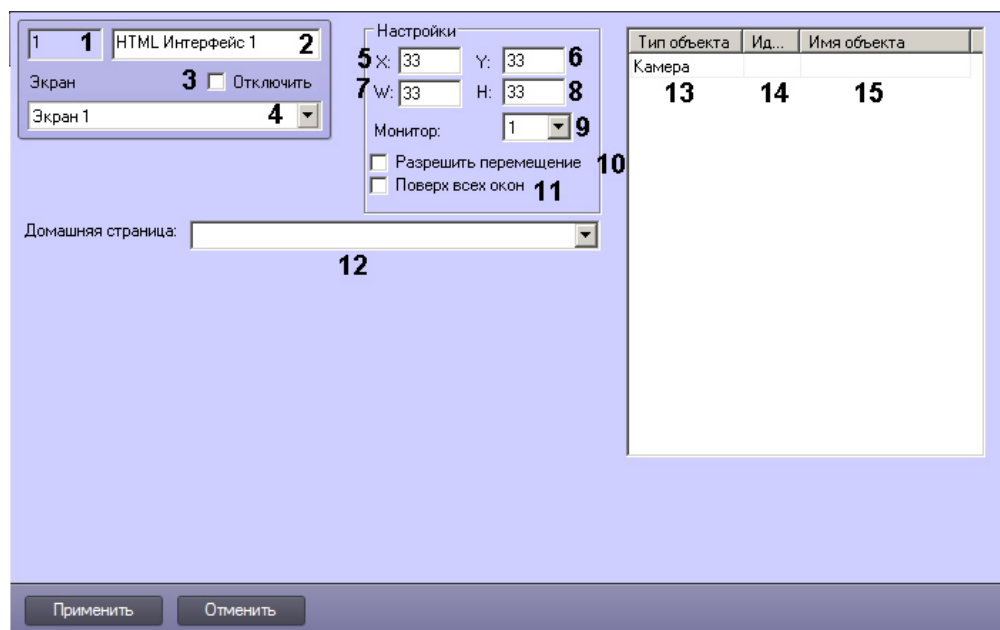 1 1 HTML Интерфейс 1 2
Экран 3 Отключить
Экран 1 4
Настройки
5 X: 33 Y: 33 6
7 W: 33 H: 33 8
Монитор: 1 9
Разрешить перемещение 10
Поверх всех окон 11
Домашняя страница:
12
Тип объекта Ид... Имя объекта
Камера
13 14 15
Применить Отменить